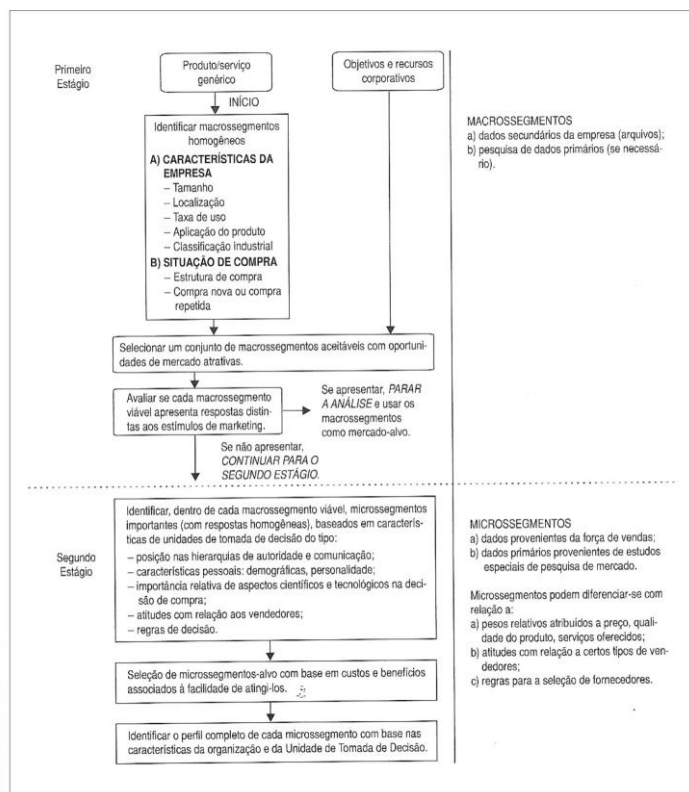 Primeiro
Estágio
Produto/serviço
genérico
Objetivos e recursos
corporativos
INÍCIO
Identificar macrossegmentos
homogêneos
A) CARACTERÍSTICAS DA
EMPRESA
– Tamanho
– Localização
– Taxa de uso
– Aplicação do produto
– Classificação industrial
B) SITUAÇÃO DE COMPRA
– Estrutura de compra
– Compra nova ou compra
repetida
MACROSSEGMENTOS
a) dados secundários da empresa (arquivos);
b) pesquisa de dados primários (se necessá-
rio).
Selecionar um conjunto de macrossegmentos aceitáveis com oportuni-
dades de mercado atrativas.
Avaliar se cada macrossegmento
viável apresenta respostas distin-
tas aos estímulos de marketing.
Se apresentar, PARAR
A ANÁLISE e usar os
macrossegmentos
como mercado-alvo.
Se não apresentar,
CONTINUAR PARA O
SEGUNDO ESTÁGIO.
Segundo
Estágio
Identificar, dentro de cada macrossegmento viável, microssegmentos
importantes (com respostas homogêneas), baseados em caracterís-
ticas de unidades de tomada de decisão do tipo:
– posição nas hierarquias de autoridade e comunicação;
– características pessoais: demográficas, personalidade;
– importância relativa de aspectos científicos e tecnológicos na deci-
são de compra;
– atitudes com relação aos vendedores;
– regras de decisão.
Seleção de microssegmentos-alvo com base em custos e benefícios
associados à facilidade de atingi-los.
Identificar o perfil completo de cada microssegmento com base nas
características da organização e da Unidade de Tomada de Decisão.
MICROSSEGMENTOS
a) dados provenientes da força de vendas;
b) dados primários provenientes de estudos
especiais de pesquisa de mercado.
Microssegmentos podem diferenciar-se com
relação a:
a) pesos relativos atribuídos a preço, quali-
dade do produto, serviços oferecidos;
b) atitudes com relação a certos tipos de ven-
dedores;
c) regras para a seleção de fornecedores.